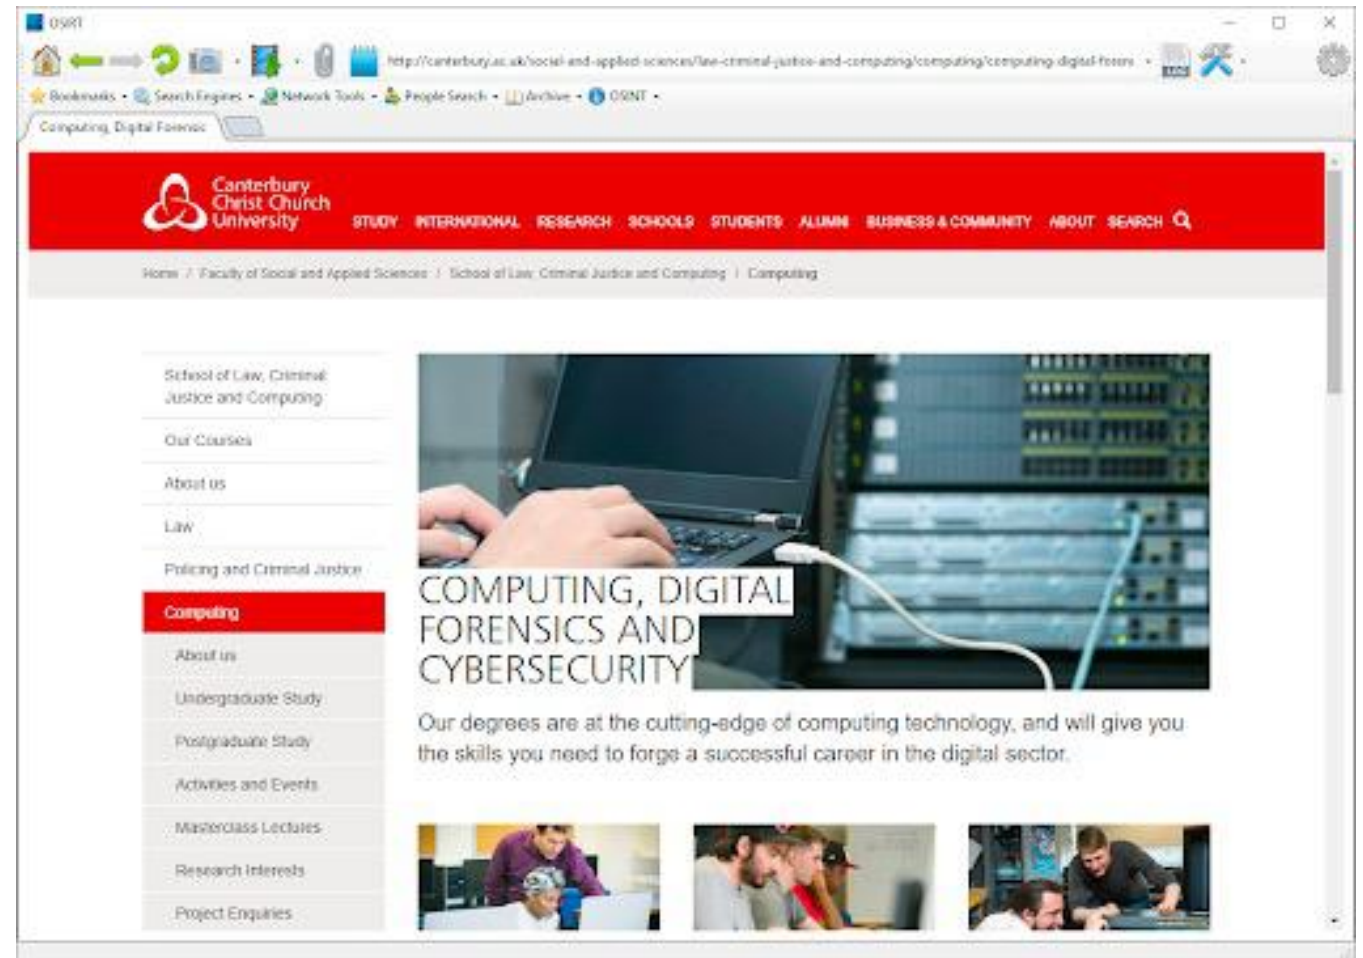 OSIRT
http://canterbury.ac.uk/social-and-applied-sciences/law-criminal-justice-and-computing/computing/computing-digital-forens
Bookmarks Search Engines Network Tools People Search Archive OSINT
Computing, Digital Forensic
Canterbury
Christ Church
University
STUDY INTERNATIONAL RESEARCH SCHOOLS STUDENTS ALUMNI BUSINESS & COMMUNITY ABOUT SEARCH
Home / Faculty of Social and Applied Sciences / School of Law, Criminal Justice and Computing / Computing
School of Law, Criminal
Justice and Computing
Our Courses
About us
Law
Policing and Criminal Justice
Computing
About us
Undergraduate Study
Postgraduate Study
Activities and Events
Masterclass Lectures
Research Interests
Project Enquiries
COMPUTING, DIGITAL
FORENSICS AND
CYBERSECURITY
Our degrees are at the cutting-edge of computing technology, and will give you
the skills you need to forge a successful career in the digital sector.